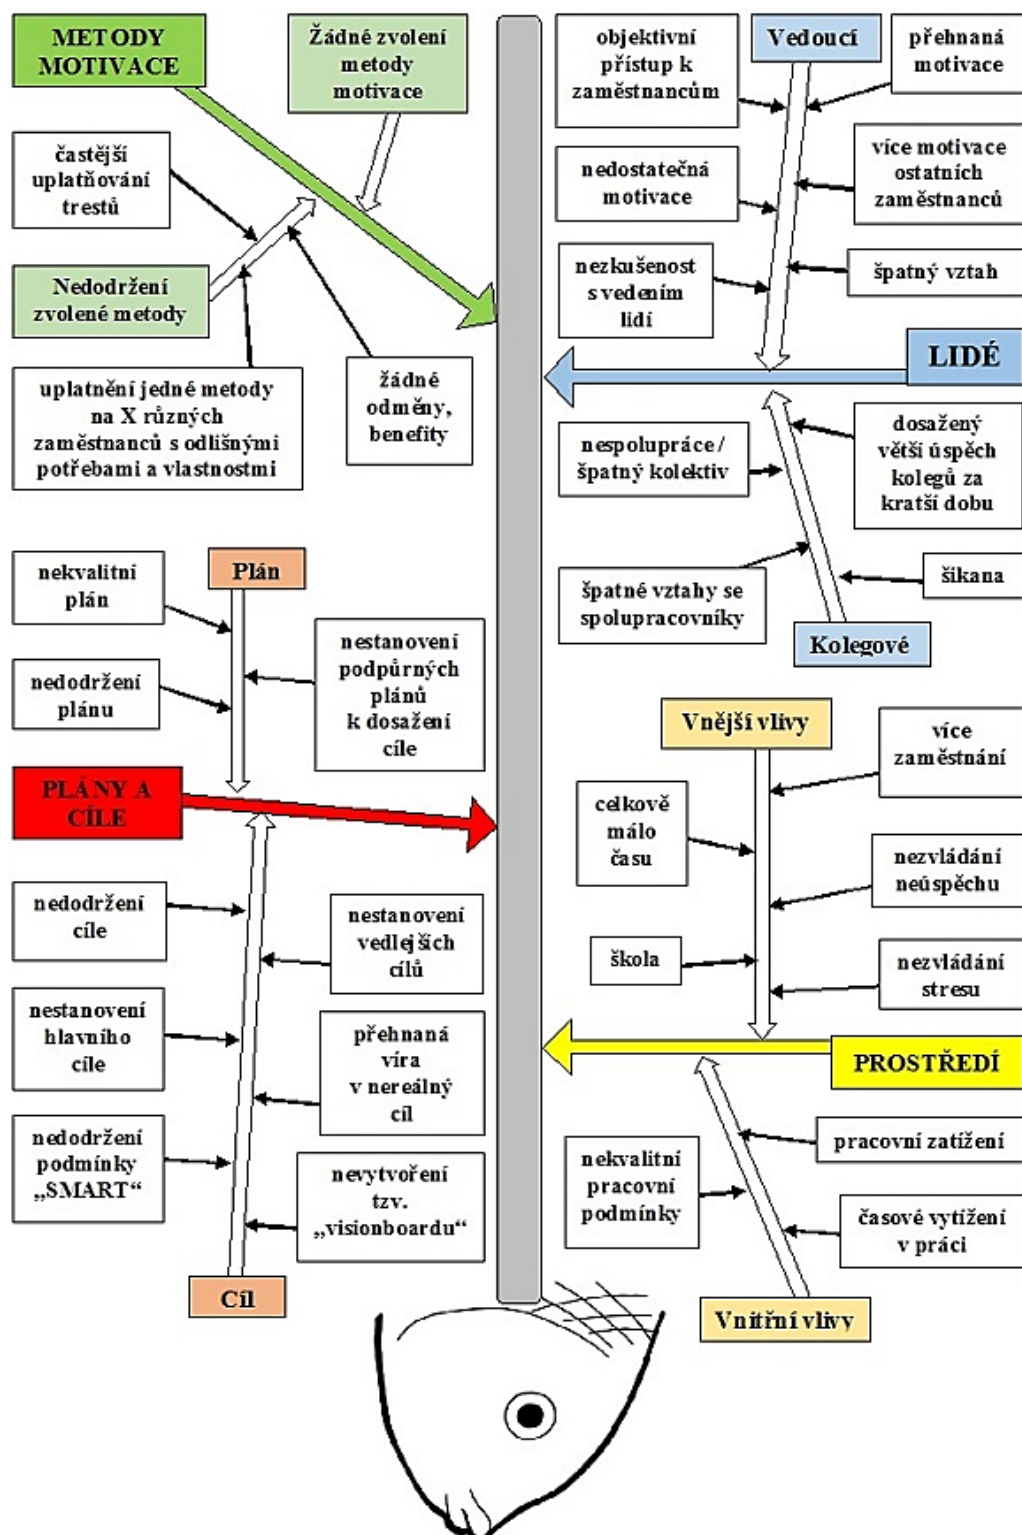 METODY
MOTIVACE
Žádné zvolení
metody
motivace
častější
uplatňování
trestů
Nedodržení
zvolené metody
uplatnění jedné metody
na X různých
zaměstnanců s odlišnými
potřebami a vlastnostmi
žádné
odměny,
benefity
objektivní
přístup k
zaměstnancům
Vedoucí
přehnaná
motivace
nedostatečná
motivace
více motivace
ostatních
zaměstnanců
nezkušenost
s vedením
lidí
špatný vztah
LIDÉ
nespolupráce /
špatný kolektiv
dosažený
větší úspěch
kolegů za
kratší dobu
špatné vztahy se
spolupracovníky
šikana
Kolegové
nekvalitní
plán
Plán
nedodržení
plánu
nestanovení
podpůrných
plánů
k dosažení
cíle
PLÁNY A
CÍLE
nedodržení
cíle
nestanovení
vedlejších
cílů
nestanovení
hlavního
cíle
přehnaná
víra
v nereálný
cíl
nedodržení
podmínky
„SMART“
nevytvoření
tzv.
„visionboardu“
Cíl
Vnější vlivy
více
zaměstnání
celkově
málo
času
nezvládání
neúspěchu
škola
nezvládání
stresu
PROSTŘEDÍ
nekvalitní
pracovní
podmínky
pracovní zatížení
časové vytížení
v práci
Vnitřní vlivy